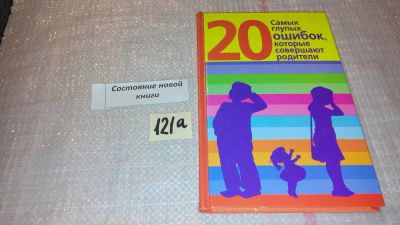 20 Самых
глупых
ошибок,
которые
совершают
родители
Состояние новой
книги
121а